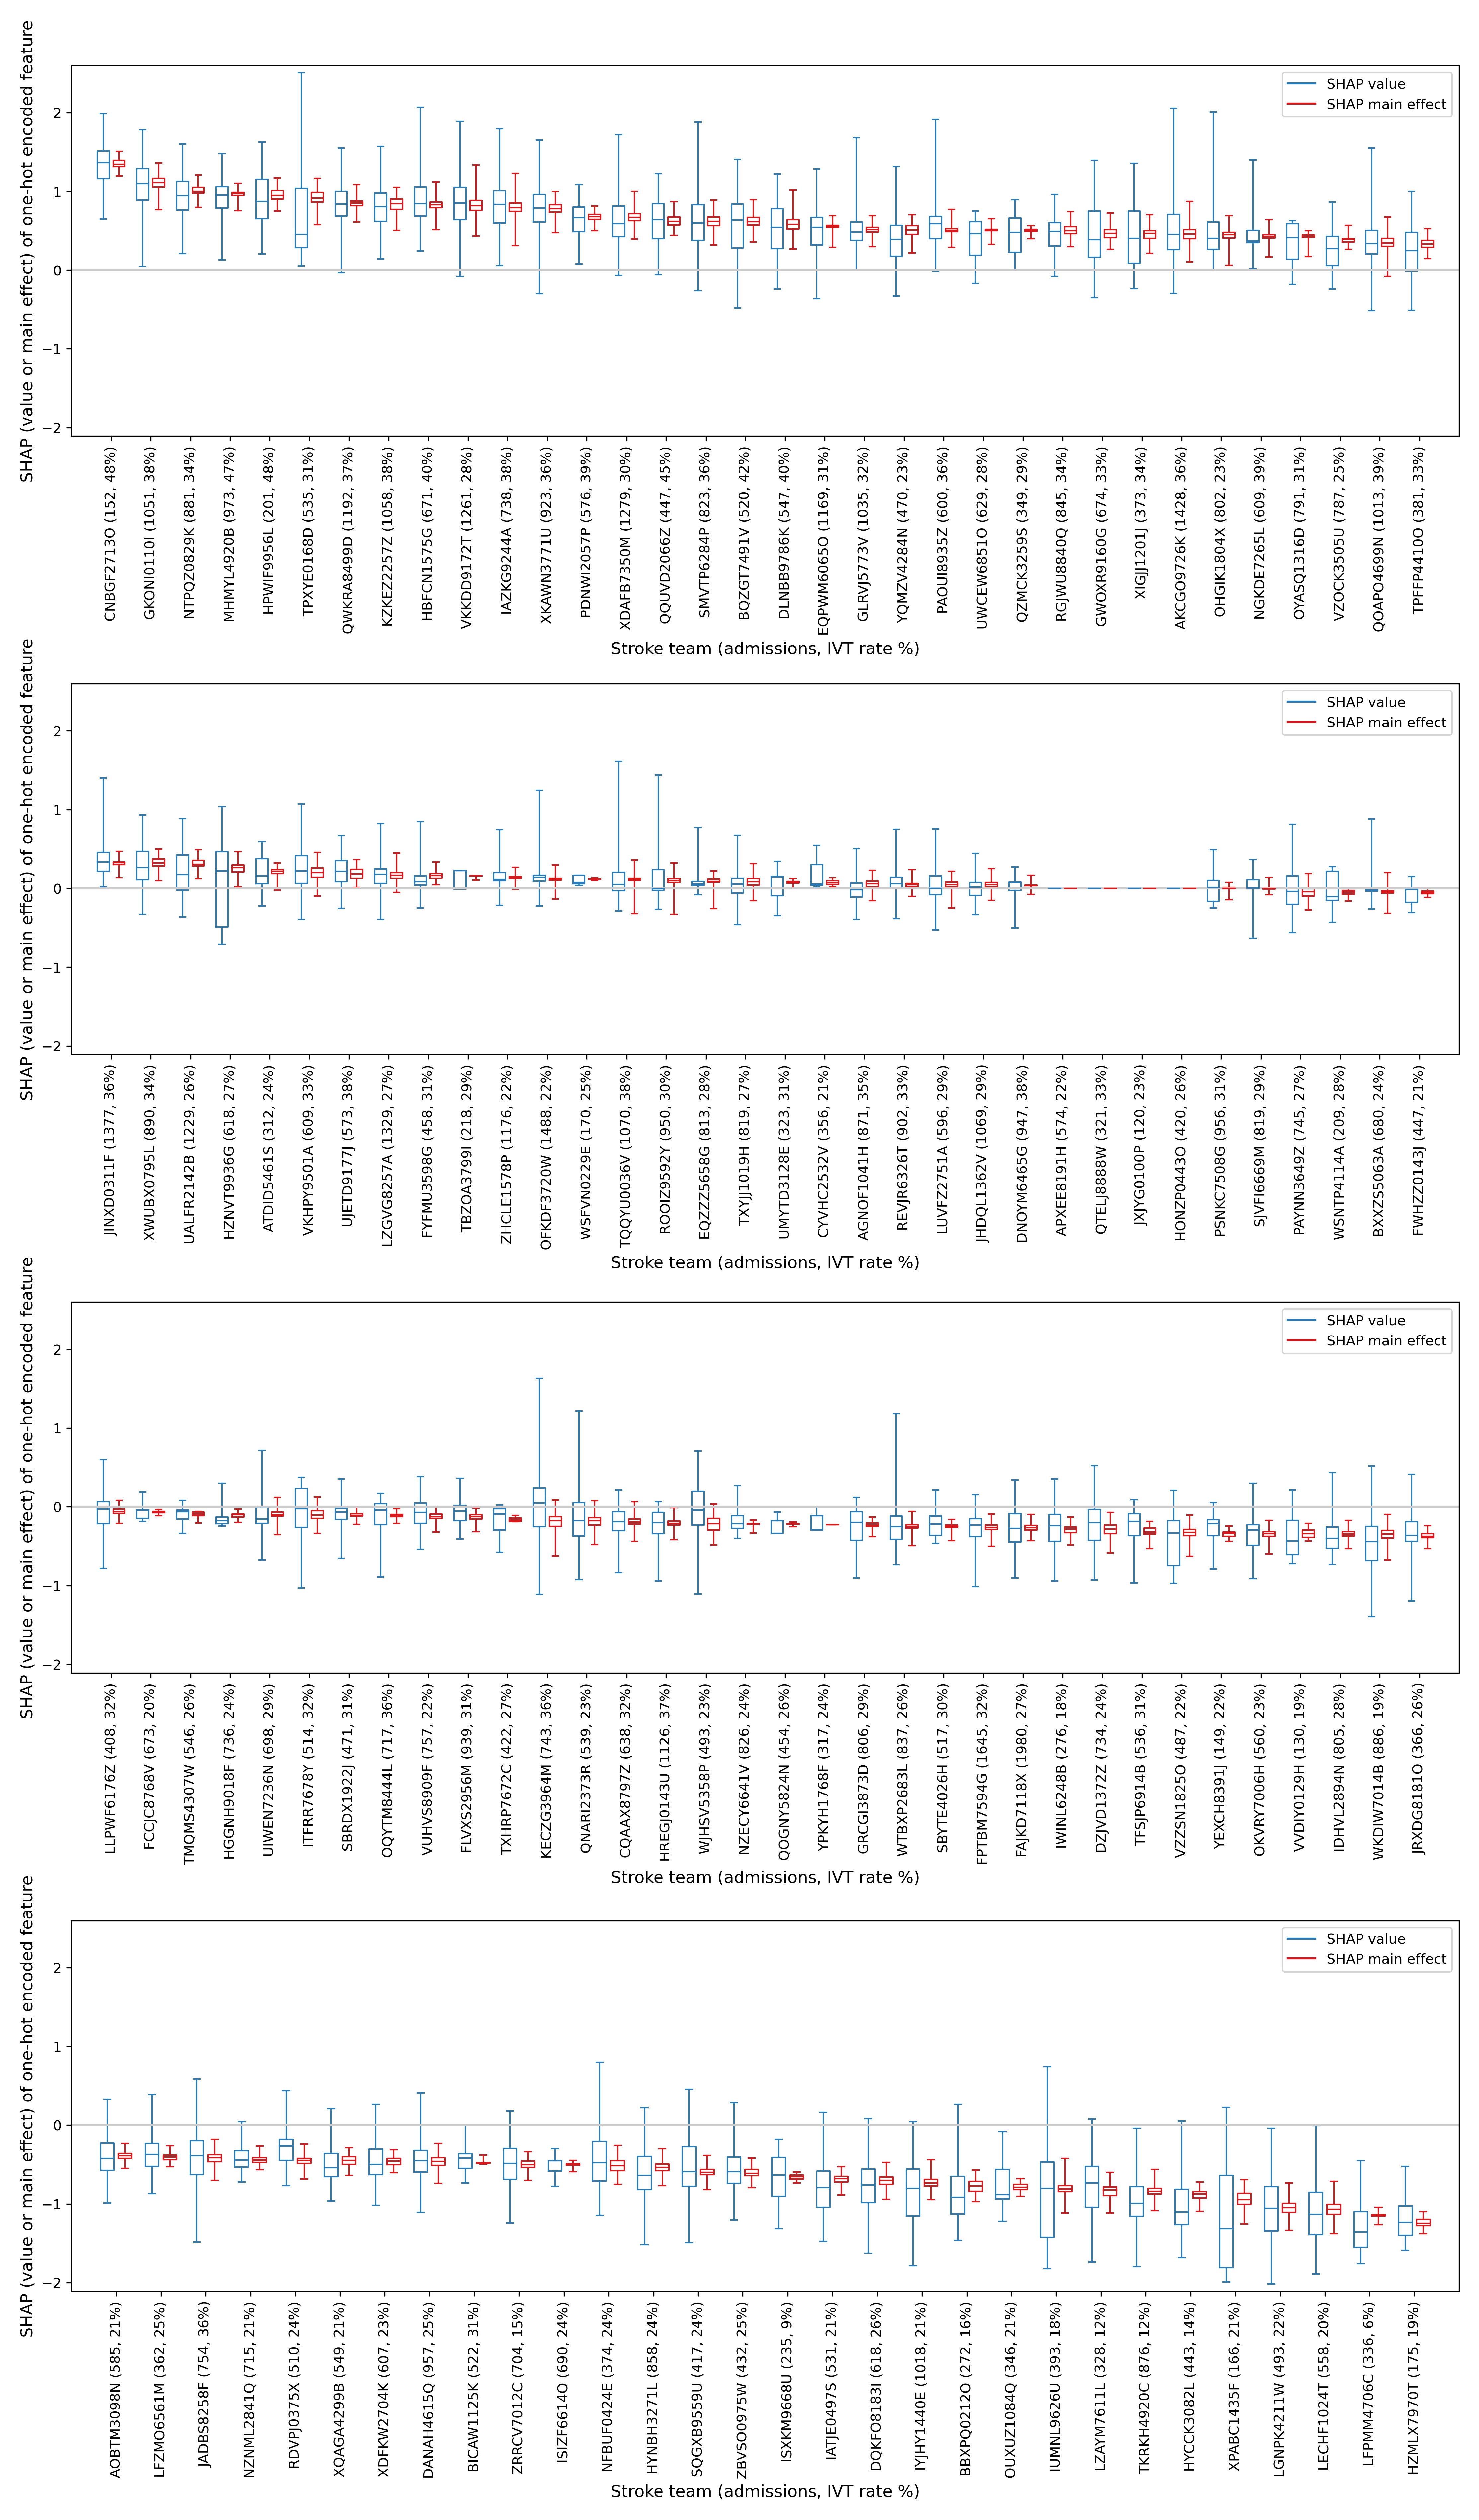 SHAP (value or main effect) of one-hot encoded feature
2
1
0
−1
−2
SHAP value
SHAP main effect
CNBGF2713O (152, 48%)
GKONI0110I (1051, 38%)
NTPQZ0829K (881, 34%)
MHMYL4920B (973, 47%)
HPWIF9956L (201, 48%)
TPXYE0168D (535, 31%)
QWKRA8499D (1192, 37%)
KZKEZ2257Z (1058, 38%)
HBFCN1575G (671, 40%)
VKKDD9172T (1261, 28%)
IAZKG9244A (738, 38%)
XKAWN3771U (923, 36%)
PDNWI2057P (576, 39%)
XDAFB7350M (1279, 30%)
QQUVD2066Z (447, 45%)
SMVTP6284P (823, 36%)
BQZGT7491V (520, 42%)
DLNBB9786K (547, 40%)
EQPWM6065O (1169, 31%)
GLRVJ5773V (1035, 32%)
YQMZV4284N (470, 23%)
PAOUI8935Z (600, 36%)
UWCEW6851O (629, 28%)
QZMCK3259S (349, 29%)
RGJWU8840Q (845, 34%)
GWOXR9160G (674, 33%)
XIGJJ1201J (373, 34%)
AKCGO9726K (1428, 36%)
OHGIK1804X (802, 23%)
NGKDE7265L (609, 39%)
OYASQ1316D (791, 31%)
VZOCK3505U (787, 25%)
QOAPO4699N (1013, 39%)
TPFFP4410O (381, 33%)
Stroke team (admissions, IVT rate %)
SHAP (value or main effect) of one-hot encoded feature
2
1
0
−1
−2
SHAP value
SHAP main effect
JINXD0311F (1377, 36%)
XWUBX0795L (890, 34%)
UALFR2142B (1229, 26%)
HZNVT9936G (618, 27%)
ATDID5461S (312, 24%)
VKHPY9501A (609, 33%)
UJETD9177J (573, 38%)
LZGVG8257A (1329, 27%)
FYFMU3598G (458, 31%)
TBZOA3799I (218, 29%)
ZHCLE1578P (1176, 22%)
OFKDF3720W (1488, 22%)
WSFVN0229E (170, 25%)
TQQYU0036V (1070, 38%)
ROOIZ9592Y (950, 30%)
EQZZZ5658G (813, 28%)
TXYJJ1019H (819, 27%)
UMYTD3128E (323, 31%)
CYVHC2532V (356, 21%)
AGNOF1041H (871, 35%)
REVJR6326T (902, 33%)
LUVFZ2751A (596, 29%)
JHDQL1362V (1069, 29%)
DNOYM6465G (947, 38%)
APXEE8191H (574, 22%)
QTELJ8888W (321, 33%)
JXJYG0100P (120, 23%)
HONZP0443O (420, 26%)
PSNKC7508G (956, 31%)
SJVFI6669M (819, 29%)
PAYNN3649Z (745, 27%)
WSNTP4114A (209, 28%)
BXXZS5063A (680, 24%)
FWHZZ0143J (447, 21%)
Stroke team (admissions, IVT rate %)
SHAP (value or main effect) of one-hot encoded feature
2
1
0
−1
−2
SHAP value
SHAP main effect
LLPWF6176Z (408, 32%)
FCCJC8768V (673, 20%)
TMQMS4307W (546, 26%)
HGGNH9018F (736, 24%)
UIWEN7236N (698, 29%)
ITFRR7678Y (514, 32%)
SBRDX1922J (471, 31%)
OQYTM8444L (717, 36%)
VUHVS8909F (757, 22%)
FLVXS2956M (939, 31%)
TXHRP7672C (422, 27%)
KECZG3964M (743, 36%)
QNARI2373R (539, 23%)
CQAAX8797Z (638, 32%)
HREGJ0143U (1126, 37%)
WJHSV5358P (493, 23%)
NZECY6641V (826, 24%)
QOGNY5824N (454, 26%)
YPKYH1768F (317, 24%)
GRCGI3873D (806, 29%)
WTBXP2683L (837, 26%)
SBYTE4026H (517, 30%)
FPTBM7594G (1645, 32%)
FAJKD7118X (1980, 27%)
IWINL6248B (276, 18%)
DZJVD1372Z (734, 24%)
TFSJP6914B (536, 31%)
VZZSN1825O (487, 22%)
YEXCH8391J (149, 22%)
OKVRY7006H (560, 23%)
VVDIY0129H (130, 19%)
IDHVL2894N (805, 28%)
WKDIW7014B (886, 19%)
JRXDG8181O (366, 26%)
Stroke team (admissions, IVT rate %)
SHAP (value or main effect) of one-hot encoded feature
2
1
0
−1
−2
SHAP value
SHAP main effect
AOBTM3098N (585, 21%)
LFZMO6561M (362, 25%)
JADBS8258F (754, 36%)
NZNML2841Q (715, 21%)
RDVPJ0375X (510, 24%)
XQAGA4299B (549, 21%)
XDFKW2704K (607, 23%)
DANAH4615Q (957, 25%)
BICAW1125K (522, 31%)
ZRRCV7012C (704, 15%)
ISIZF6614O (690, 24%)
NFBUF0424E (374, 24%)
HYNBH3271L (858, 24%)
SQGXB9559U (417, 24%)
ZBVSO0975W (432, 25%)
ISXKM9668U (235, 9%)
IATJE0497S (531, 21%)
DQKFO8183I (618, 26%)
IYJHY1440E (1018, 21%)
BBXPQ0212O (272, 16%)
OUXUZ1084Q (346, 21%)
IUMNL9626U (393, 18%)
LZAYM7611L (328, 12%)
TKRKH4920C (876, 12%)
HYCCK3082L (443, 14%)
XPABC1435F (166, 21%)
LGNPK4211W (493, 22%)
LECHF1024T (558, 20%)
LFPMM4706C (336, 6%)
HZMLX7970T (175, 19%)
Stroke team (admissions, IVT rate %)